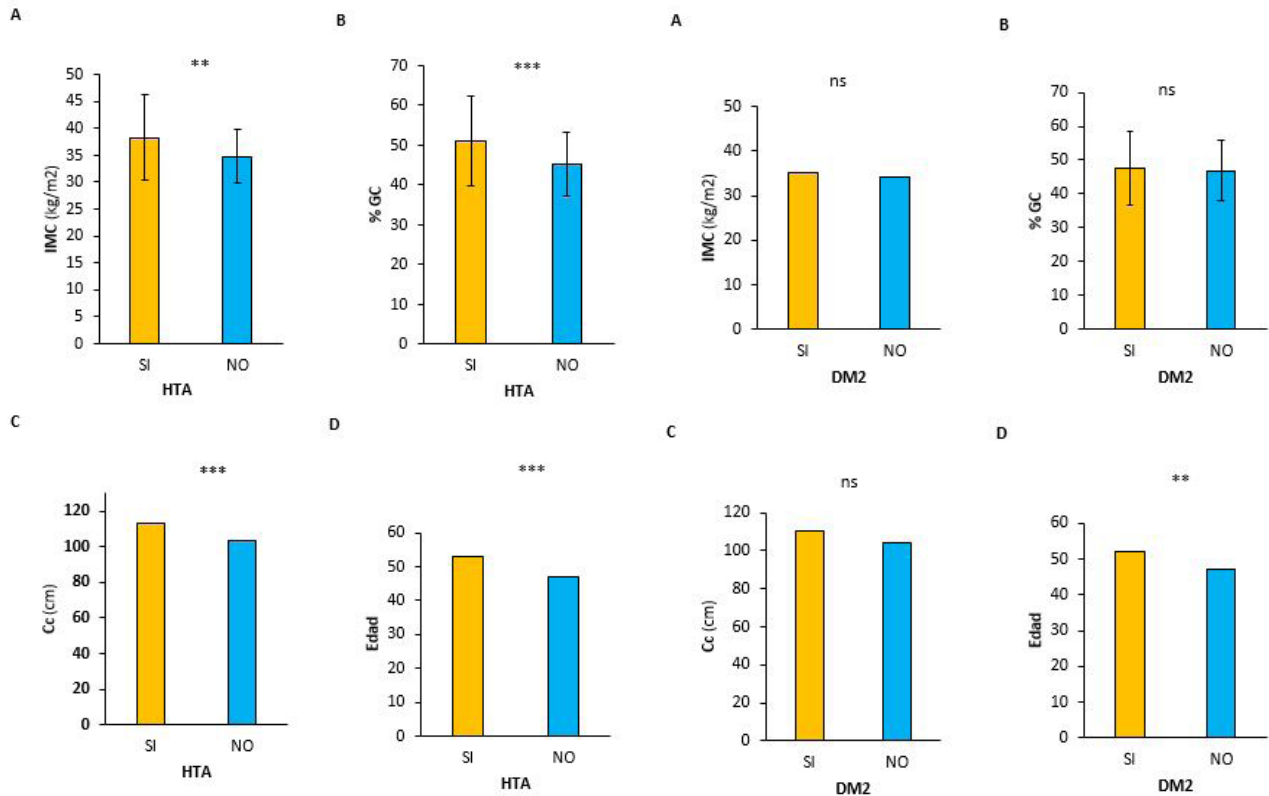 A
**
IMC (kg/m2)
50
45
40
35
30
25
20
15
10
5
0
SI NO
HTA
B
***
% GC
70
60
50
40
30
20
10
0
SI NO
HTA
A
ns
IMC (kg/m2)
50
40
30
20
10
0
SI NO
DM2
B
ns
% GC
70
60
50
40
30
20
10
0
SI NO
DM2
C
***
Cc (cm)
120
100
80
60
40
20
0
SI NO
HTA
D
***
Edad
60
50
40
30
20
10
0
SI NO
HTA
C
ns
Cc (cm)
120
100
80
60
40
20
0
SI NO
DM2
D
**
Edad
60
50
40
30
20
10
0
SI NO
DM2